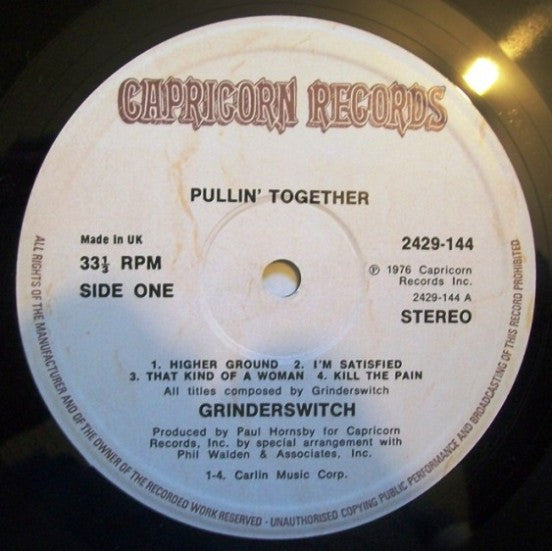 CAPRICORN RECORDS
PULLIN' TOGETHER
Made in UK
33⅓ RPM
SIDE ONE
2429-144
℗ 1976 Capricorn
Records Inc.
2429-144 A
STEREO
1. HIGHER GROUND 2. I'M SATISFIED
3. THAT KIND OF A WOMAN 4. KILL THE PAIN
All titles composed by Grinderswitch
GRINDERSWITCH
Produced by Paul Hornsby for Capricorn
Records, Inc. by special arrangement with
Phil Walden & Associates, Inc.
1-4. Carlin Music Corp.
ALL RIGHTS OF THE MANUFACTURER AND OF THE OWNER OF THE RECORDED WORK RESERVED · UNAUTHORISED COPYING PUBLIC PERFORMANCE AND BROADCASTING OF THIS RECORD PROHIBITED